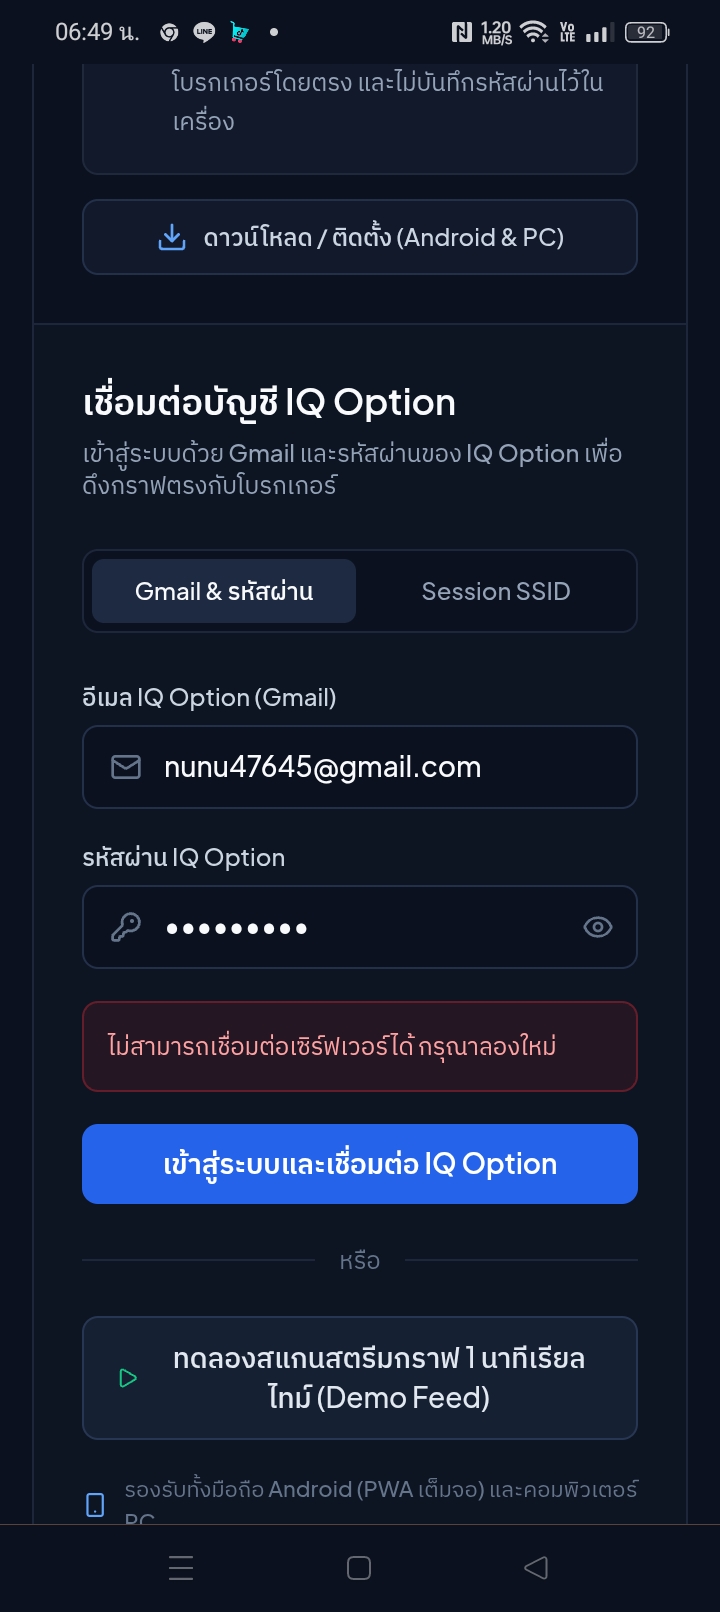 06:49 น.
LINE
1.20 MB/S
Vo LTE
92
โบรกเกอร์โดยตรง และไม่บันทึกรหัสผ่านไว้ใน
เครื่อง
ดาวน์โหลด / ติดตั้ง (Android & PC)
เชื่อมต่อบัญชี IQ Option
เข้าสู่ระบบด้วย Gmail และรหัสผ่านของ IQ Option เพื่อ
ดึงกราฟตรงกับโบรกเกอร์
Gmail & รหัสผ่าน
Session SSID
อีเมล IQ Option (Gmail)
nunu47645@gmail.com
รหัสผ่าน IQ Option
•••••••••
ไม่สามารถเชื่อมต่อเซิร์ฟเวอร์ได้ กรุณาลองใหม่
เข้าสู่ระบบและเชื่อมต่อ IQ Option
หรือ
ทดลองสแกนสตรีมกราฟ 1 นาทีเรียล
ไทม์ (Demo Feed)
รองรับทั้งมือถือ Android (PWA เต็มจอ) และคอมพิวเตอร์
PC